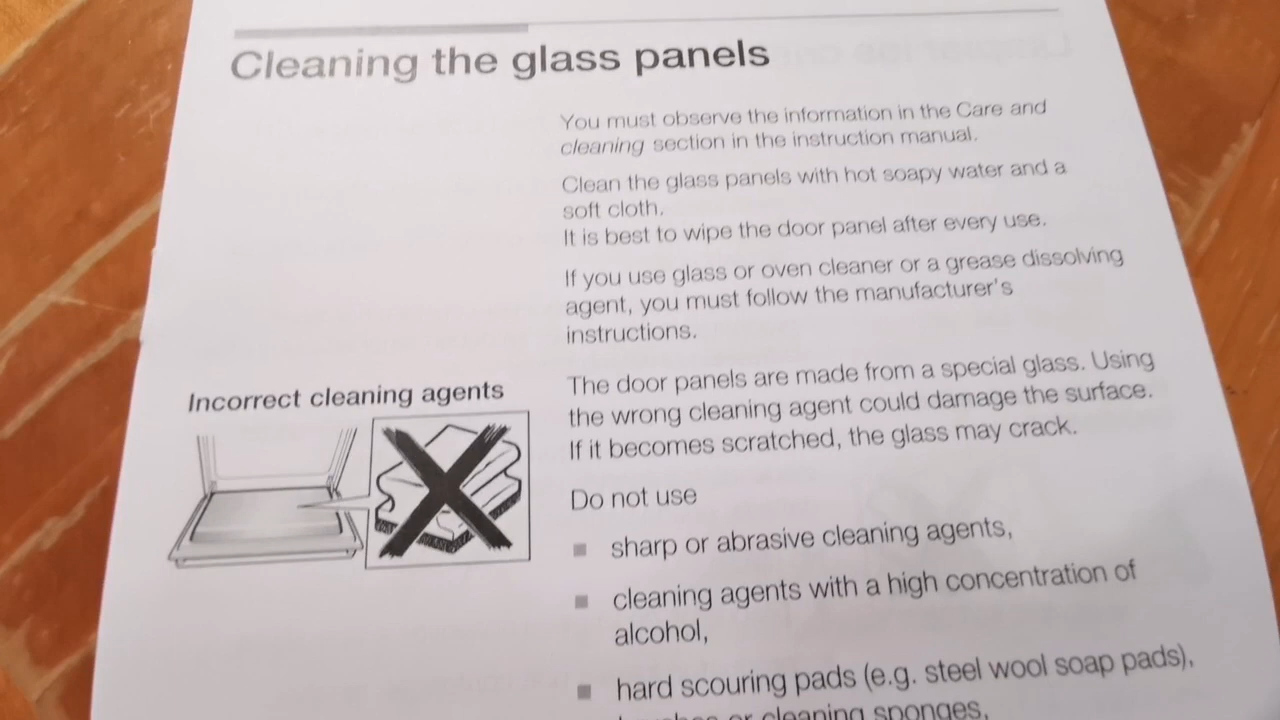 Cleaning the glass panels
You must observe the information in the Care and
cleaning section in the instruction manual.
Clean the glass panels with hot soapy water and a
soft cloth.
It is best to wipe the door panel after every use.
If you use glass or oven cleaner or a grease dissolving
agent, you must follow the manufacturer's
instructions.
Incorrect cleaning agents
The door panels are made from a special glass. Using
the wrong cleaning agent could damage the surface.
If it becomes scratched, the glass may crack.
Do not use
sharp or abrasive cleaning agents,
cleaning agents with a high concentration of
alcohol,
hard scouring pads (e.g. steel wool soap pads),
or cleaning sponges,